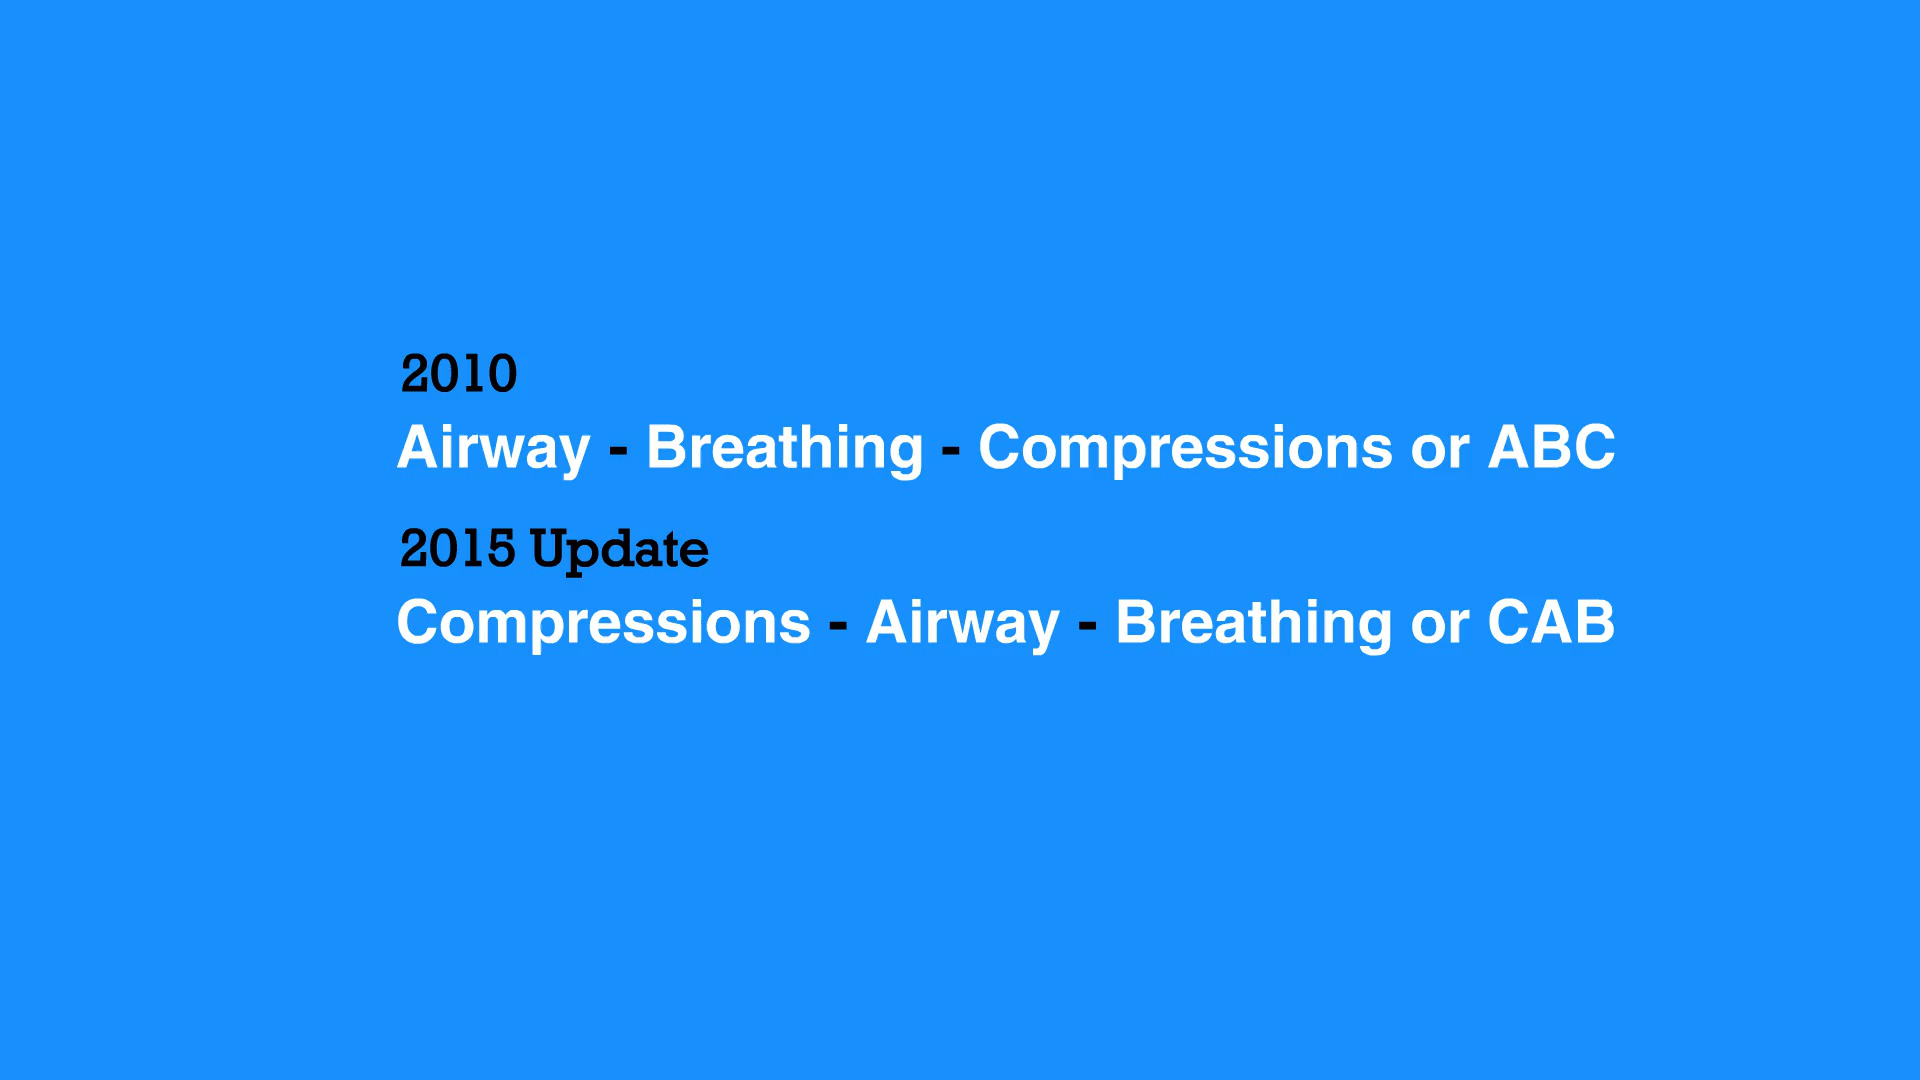 2010
Airway - Breathing - Compressions or ABC
2015 Update
Compressions - Airway - Breathing or CAB